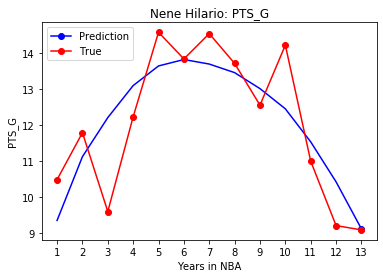 Nene Hilario: PTS_G
Prediction
True
PTS_G
14
13
12
11
10
9
1 2 3 4 5 6 7 8 9 10 11 12 13
Years in NBA